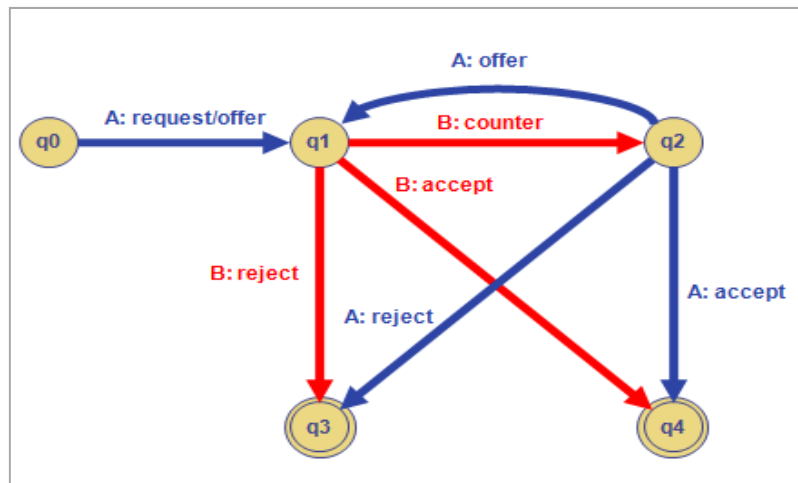 A: offer
A: request/offer
B: counter
q0
q1
q2
B: accept
B: reject
A: reject
A: accept
q3
q4